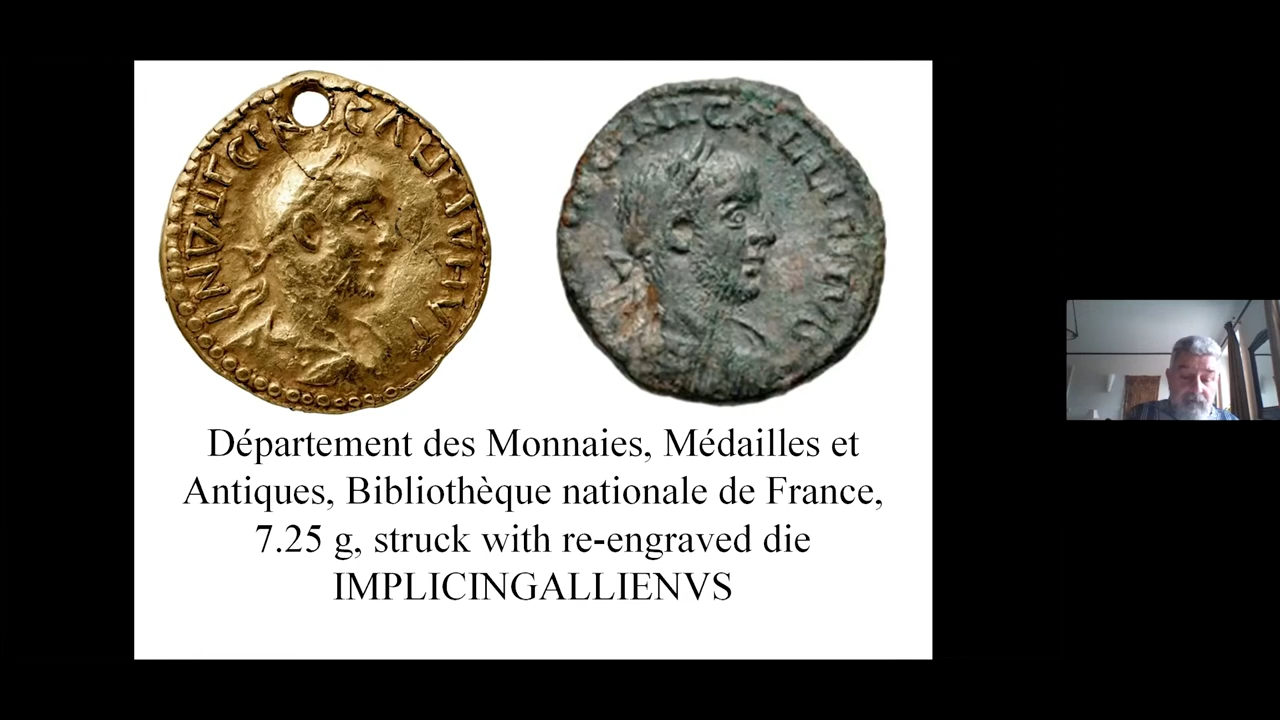 Département des Monnaies, Médailles et
Antiques, Bibliothèque nationale de France,
7.25 g, struck with re-engraved die
IMPLICINGALLIENVS